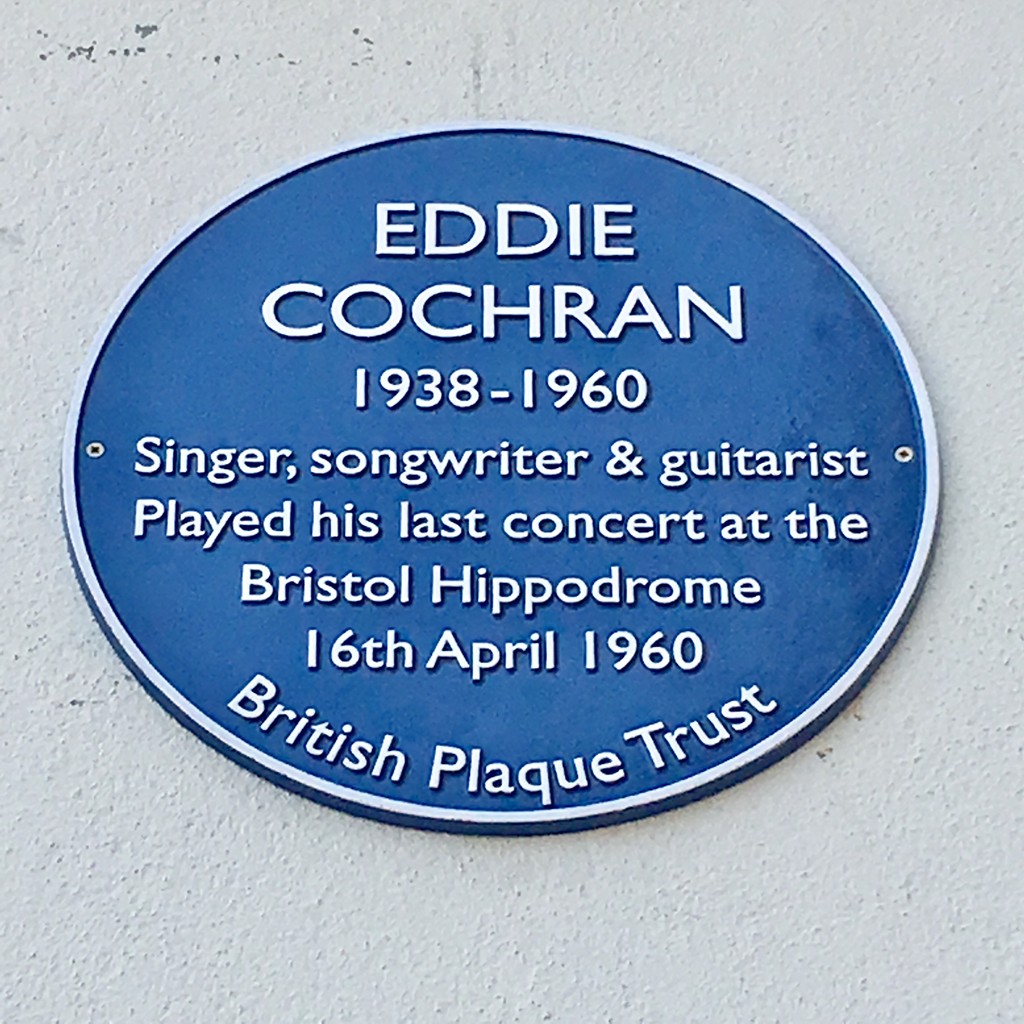 EDDIE
COCHRAN
1938-1960
Singer, songwriter & guitarist
Played his last concert at the
Bristol Hippodrome
16th April 1960
British Plaque Trust